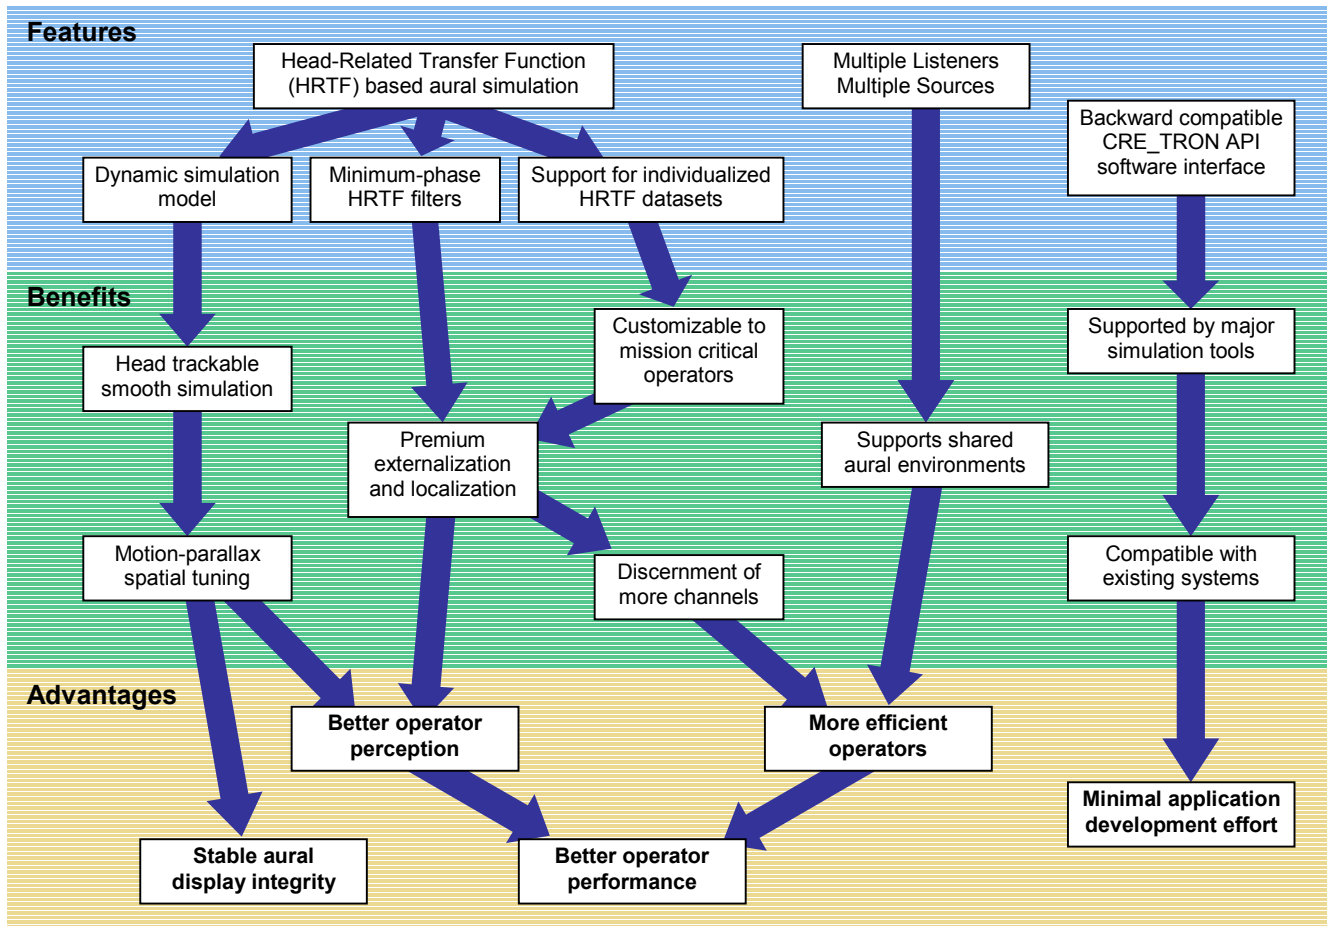 Features
Head-Related Transfer Function
(HRTF) based aural simulation
Multiple Listeners
Multiple Sources
Backward compatible
CRE_TRON API
software interface
Dynamic simulation
model
Minimum-phase
HRTF filters
Support for individualized
HRTF datasets
Benefits
Customizable to
mission critical
operators
Supported by major
simulation tools
Head trackable
smooth simulation
Premium
externalization
and localization
Supports shared
aural environments
Motion-parallax
spatial tuning
Discernment of
more channels
Compatible with
existing systems
Advantages
Better operator
perception
More efficient
operators
Minimal application
development effort
Stable aural
display integrity
Better operator
performance